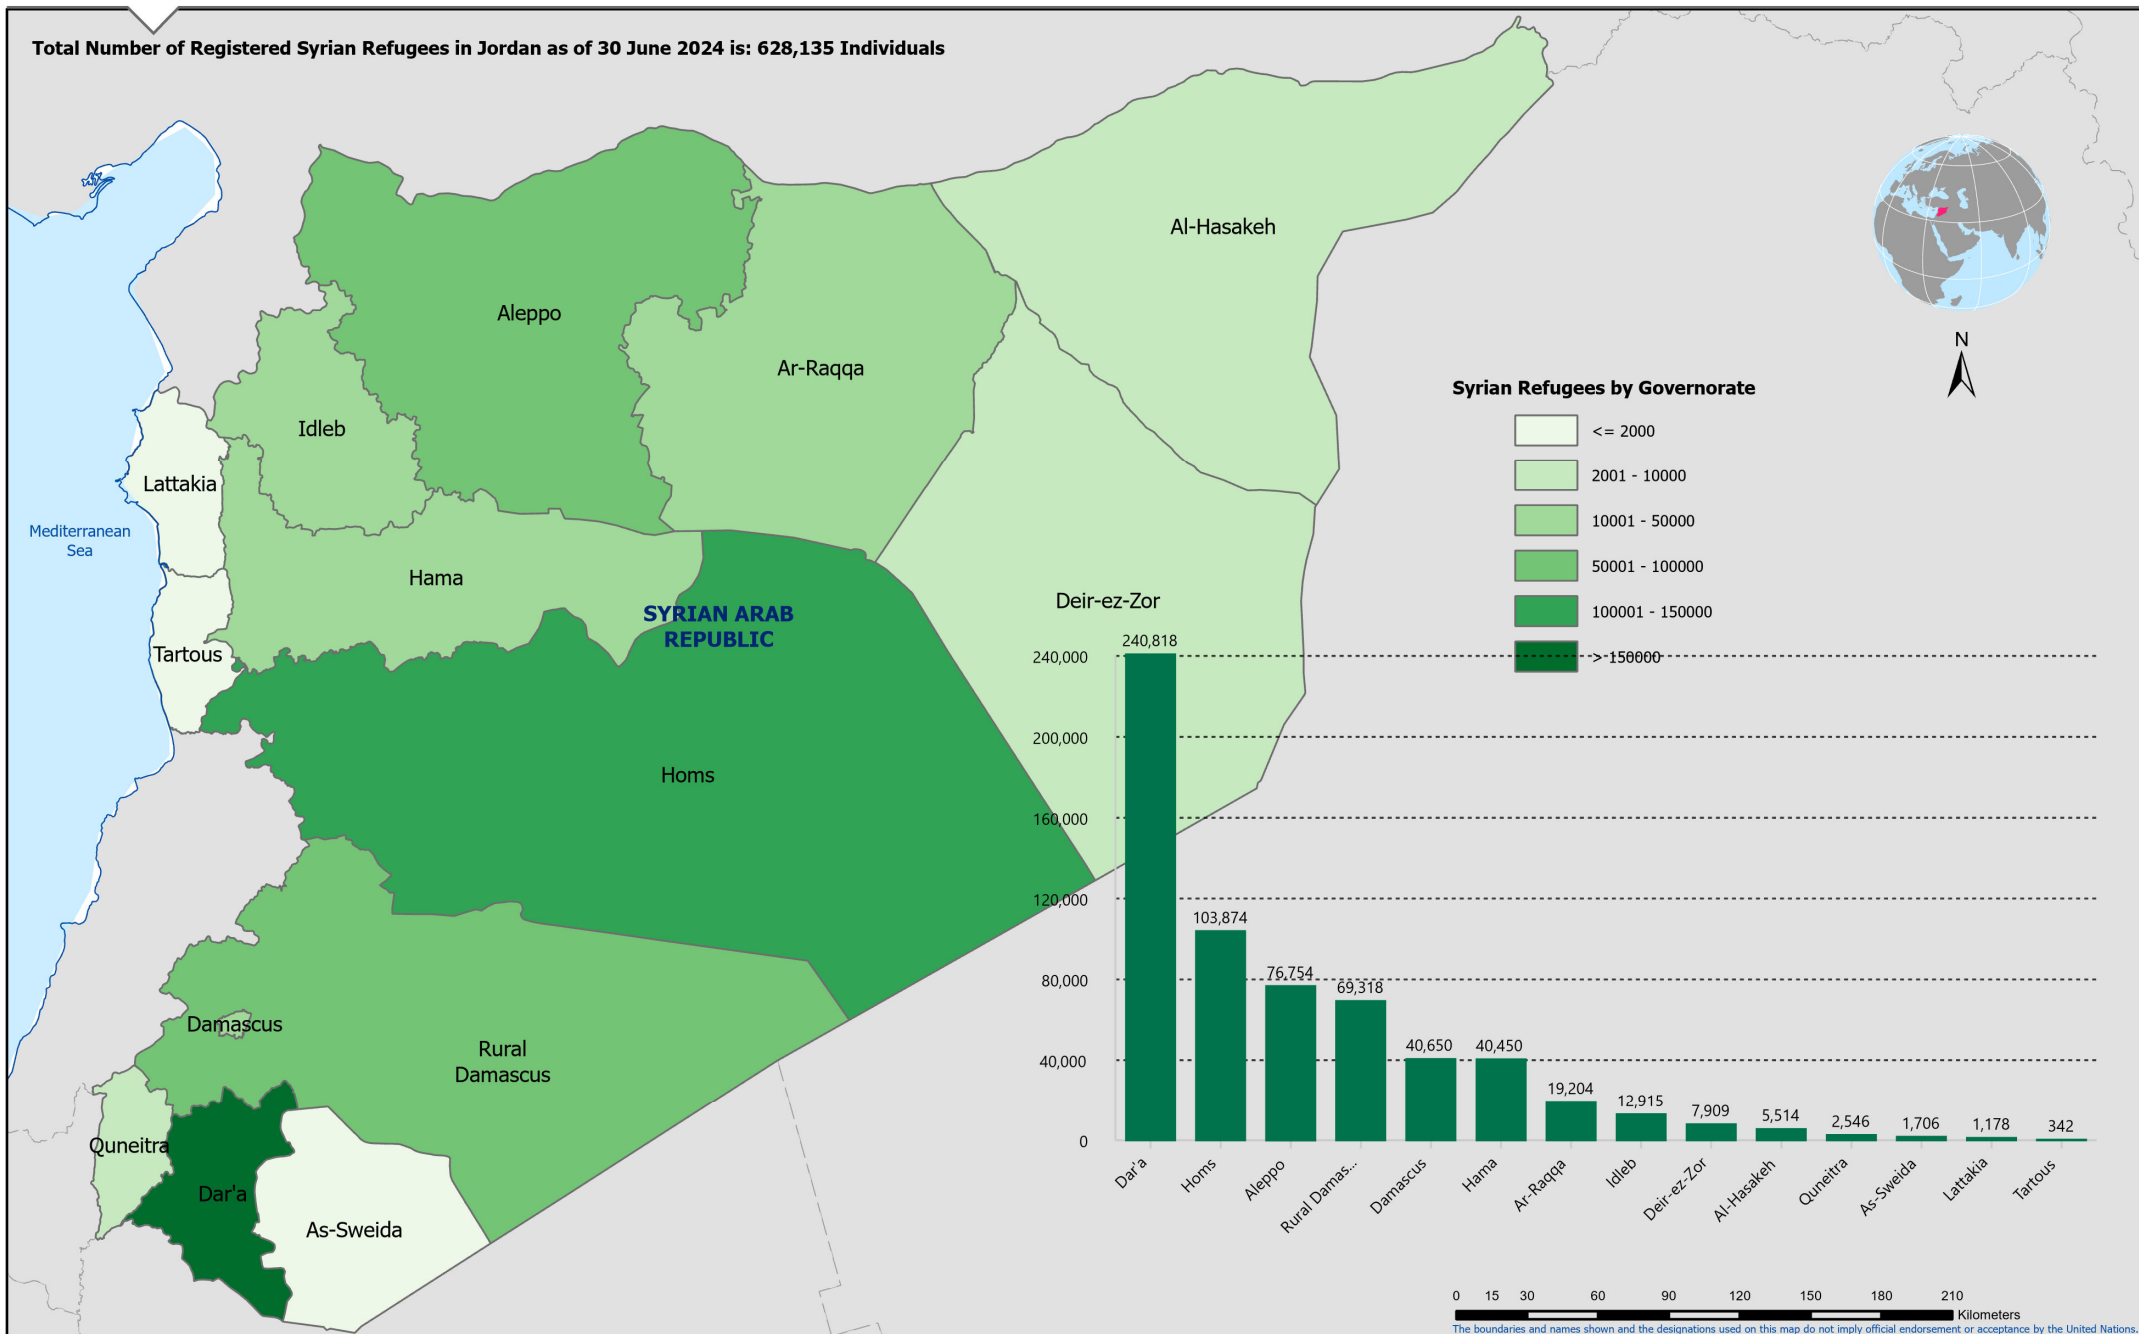 Total Number of Registered Syrian Refugees in Jordan as of 30 June 2024 is: 628,135 Individuals
Al-Hasakeh
Aleppo
Ar-Raqqa
Idleb
Lattakia
Mediterranean
Sea
Hama
Deir-ez-Zor
SYRIAN ARAB
REPUBLIC
Tartous
Homs
Damascus
Rural
Damascus
Quneitra
Dar'a
As-Sweida
N
Syrian Refugees by Governorate
<= 2000
2001 - 10000
10001 - 50000
50001 - 100000
100001 - 150000
> 150000
240,000
200,000
160,000
120,000
80,000
40,000
0
240,818
103,874
76,754
69,318
40,650
40,450
19,204
12,915
7,909
5,514
2,546
1,706
1,178
342
Dar'a
Homs
Aleppo
Rural Damas...
Damascus
Hama
Ar-Raqqa
Idleb
Deir-ez-Zor
Al-Hasakeh
Quneitra
As-Sweida
Lattakia
Tartous
0 15 30 60 90 120 150 180 210
Kilometers
The boundaries and names shown and the designations used on this map do not imply official endorsement or acceptance by the United Nations.